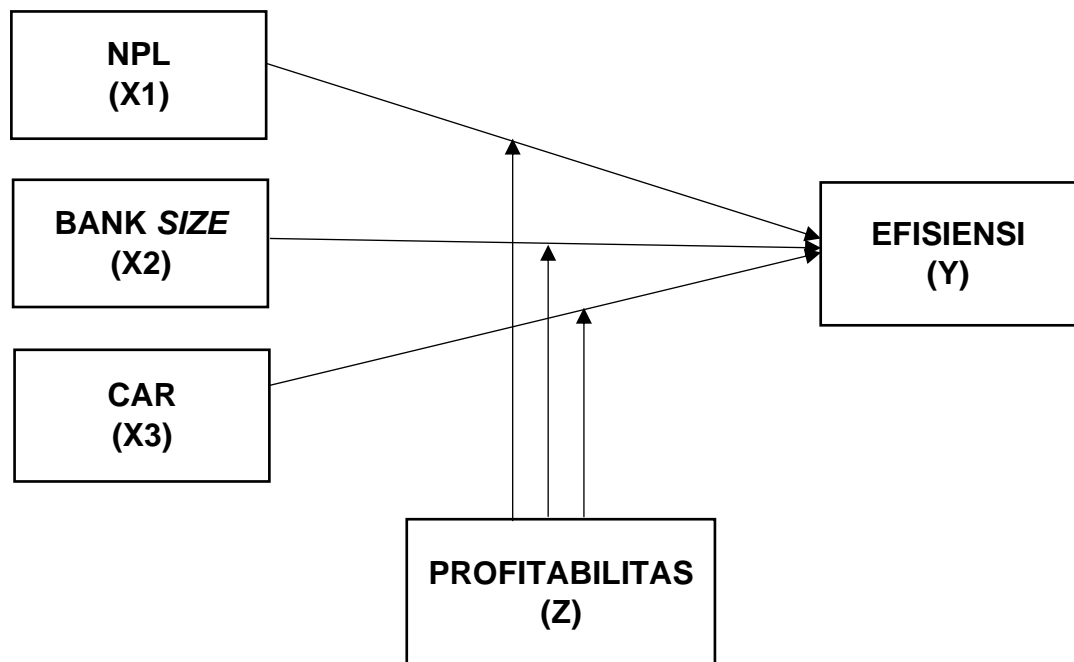 NPL
(X1)
BANK SIZE
(X2)
CAR
(X3)
EFISIENSI
(Y)
PROFITABILITAS
(Z)